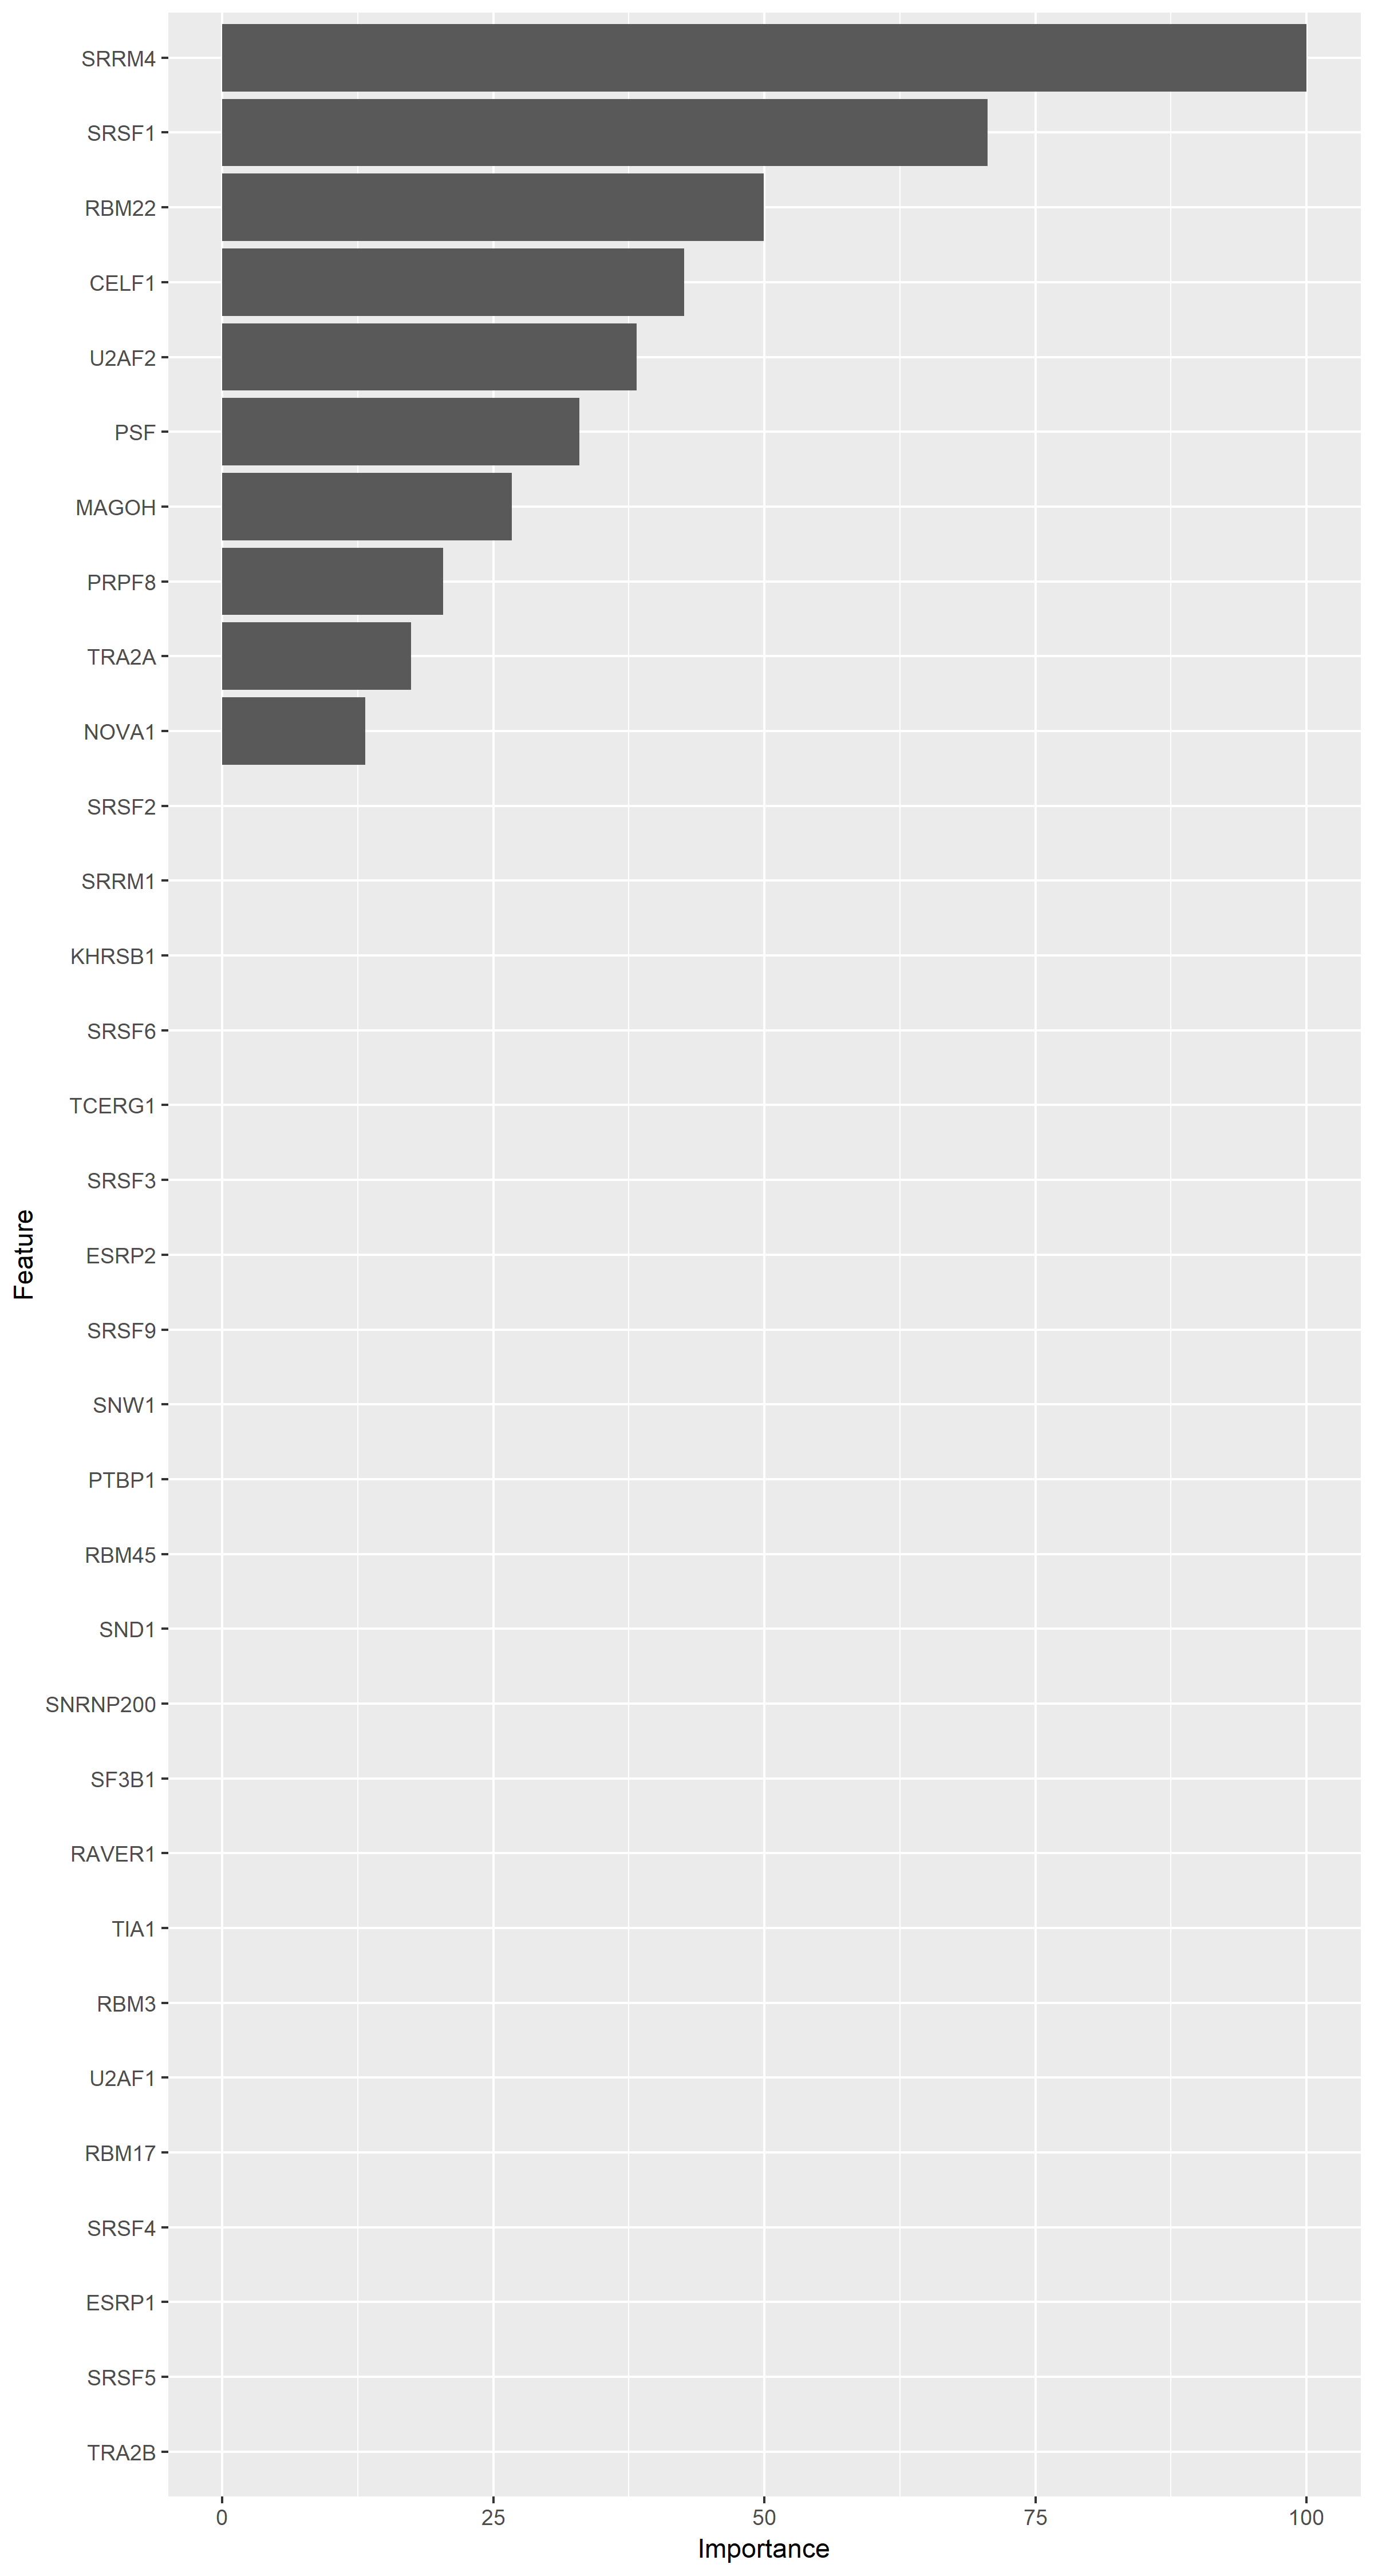 SRRM4
SRSF1
RBM22
CELF1
U2AF2
PSF
MAGOH
PRPF8
TRA2A
NOVA1
SRSF2
SRRM1
KHRSB1
SRSF6
TCERG1
SRSF3
ESRP2
SRSF9
SNW1
PTBP1
RBM45
SND1
SNRNP200
SF3B1
RAVER1
TIA1
RBM3
U2AF1
RBM17
SRSF4
ESRP1
SRSF5
TRA2B
Feature
0 25 50 75 100
Importance